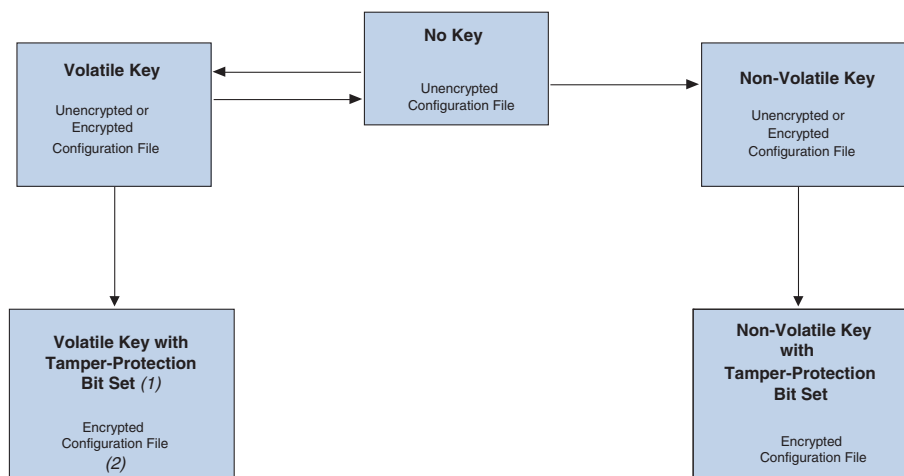 No Key
Unencrypted
Configuration File
Volatile Key
Unencrypted or
Encrypted
Configuration File
Non-Volatile Key
Unencrypted or
Encrypted
Configuration File
Volatile Key with
Tamper-Protection
Bit Set (1)
Encrypted
Configuration File
(2)
Non-Volatile Key
with
Tamper-Protection
Bit Set
Encrypted
Configuration File